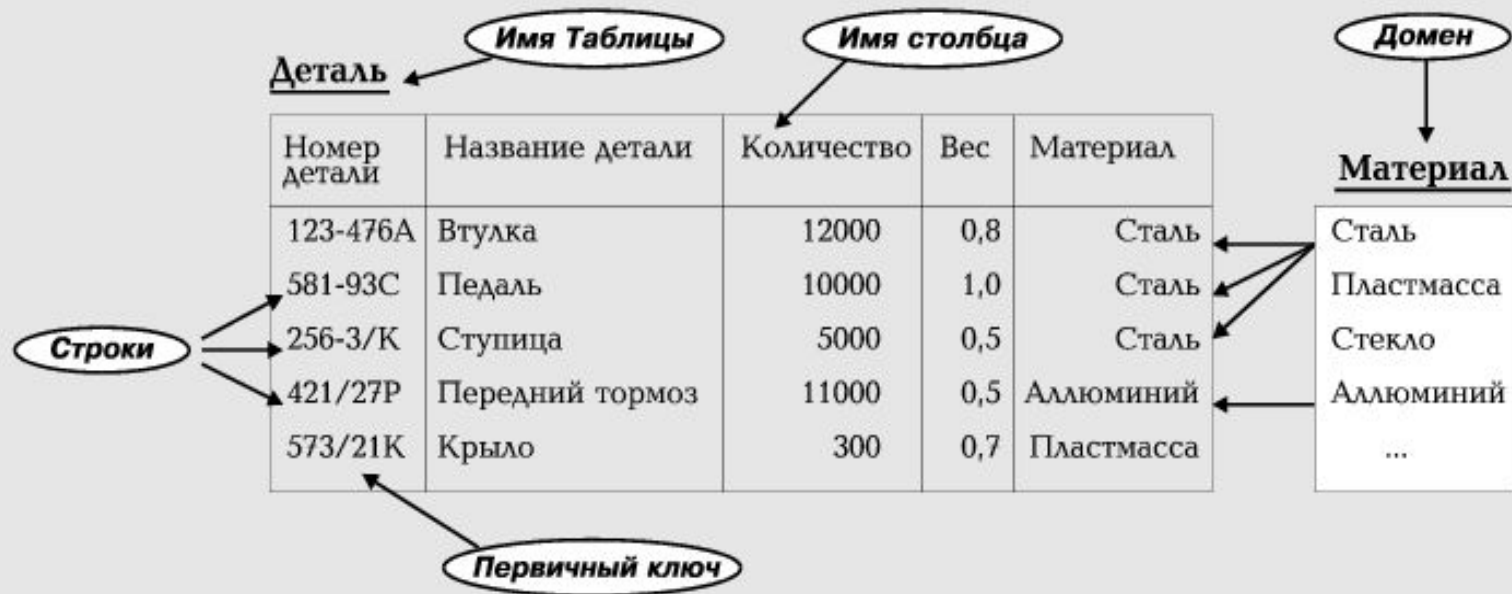 Имя Таблицы Имя столбца Домен
Деталь
Номер детали Название детали Количество Вес Материал
Материал
123-476А Втулка 12000 0,8 Сталь Сталь
581-93С Педаль 10000 1,0 Сталь Пластмасса
Строки 256-3/К Ступица 5000 0,5 Сталь Стекло
421/27Р Передний тормоз 11000 0,5 Аллюминий Аллюминий
573/21К Крыло 300 0,7 Пластмасса ...
Первичный ключ